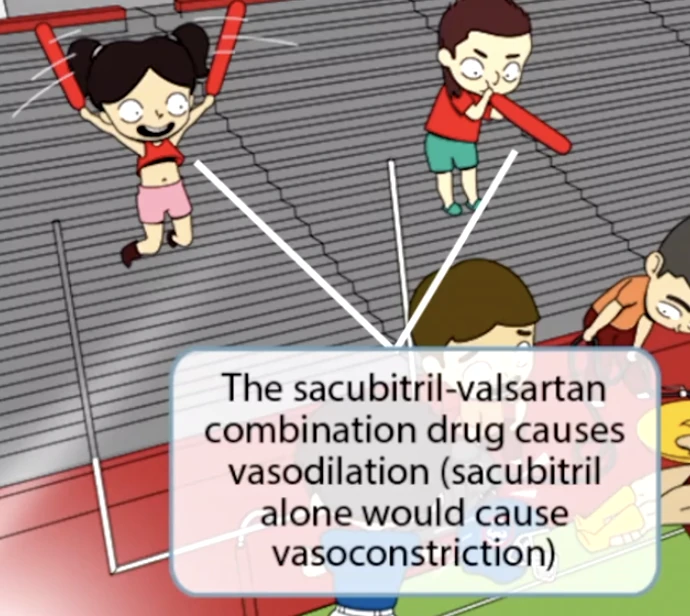 The sacubitril-valsartan
combination drug causes
vasodilation (sacubitril
alone would cause
vasoconstriction)